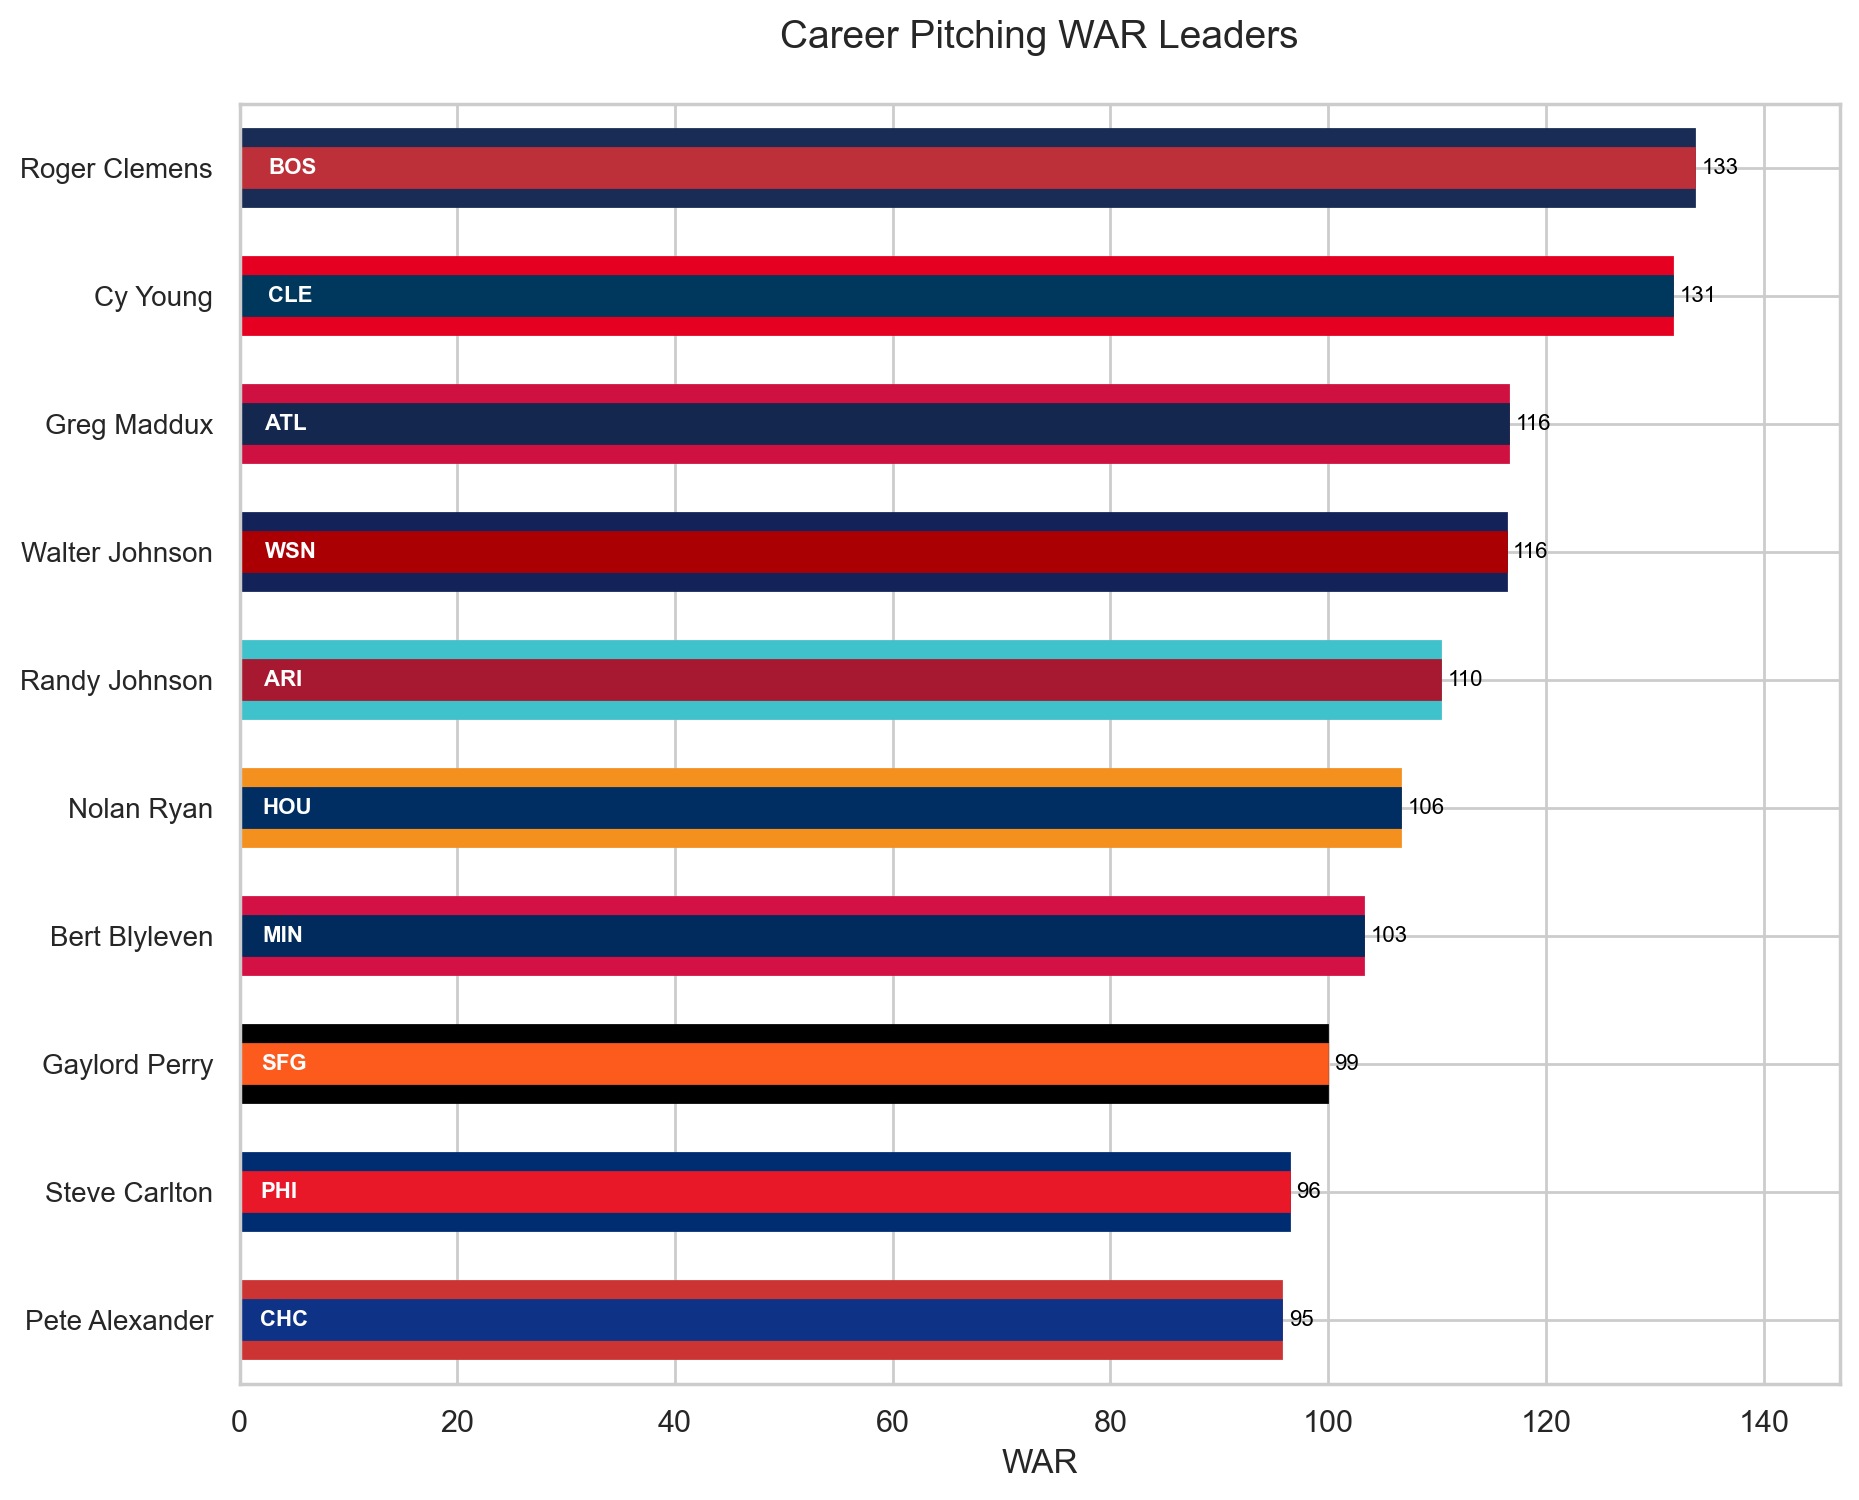 Career Pitching WAR Leaders
Roger Clemens BOS 133
Cy Young CLE 131
Greg Maddux ATL 116
Walter Johnson WSN 116
Randy Johnson ARI 110
Nolan Ryan HOU 106
Bert Blyleven MIN 103
Gaylord Perry SFG 99
Steve Carlton PHI 96
Pete Alexander CHC 95
0 20 40 60 80 100 120 140
WAR